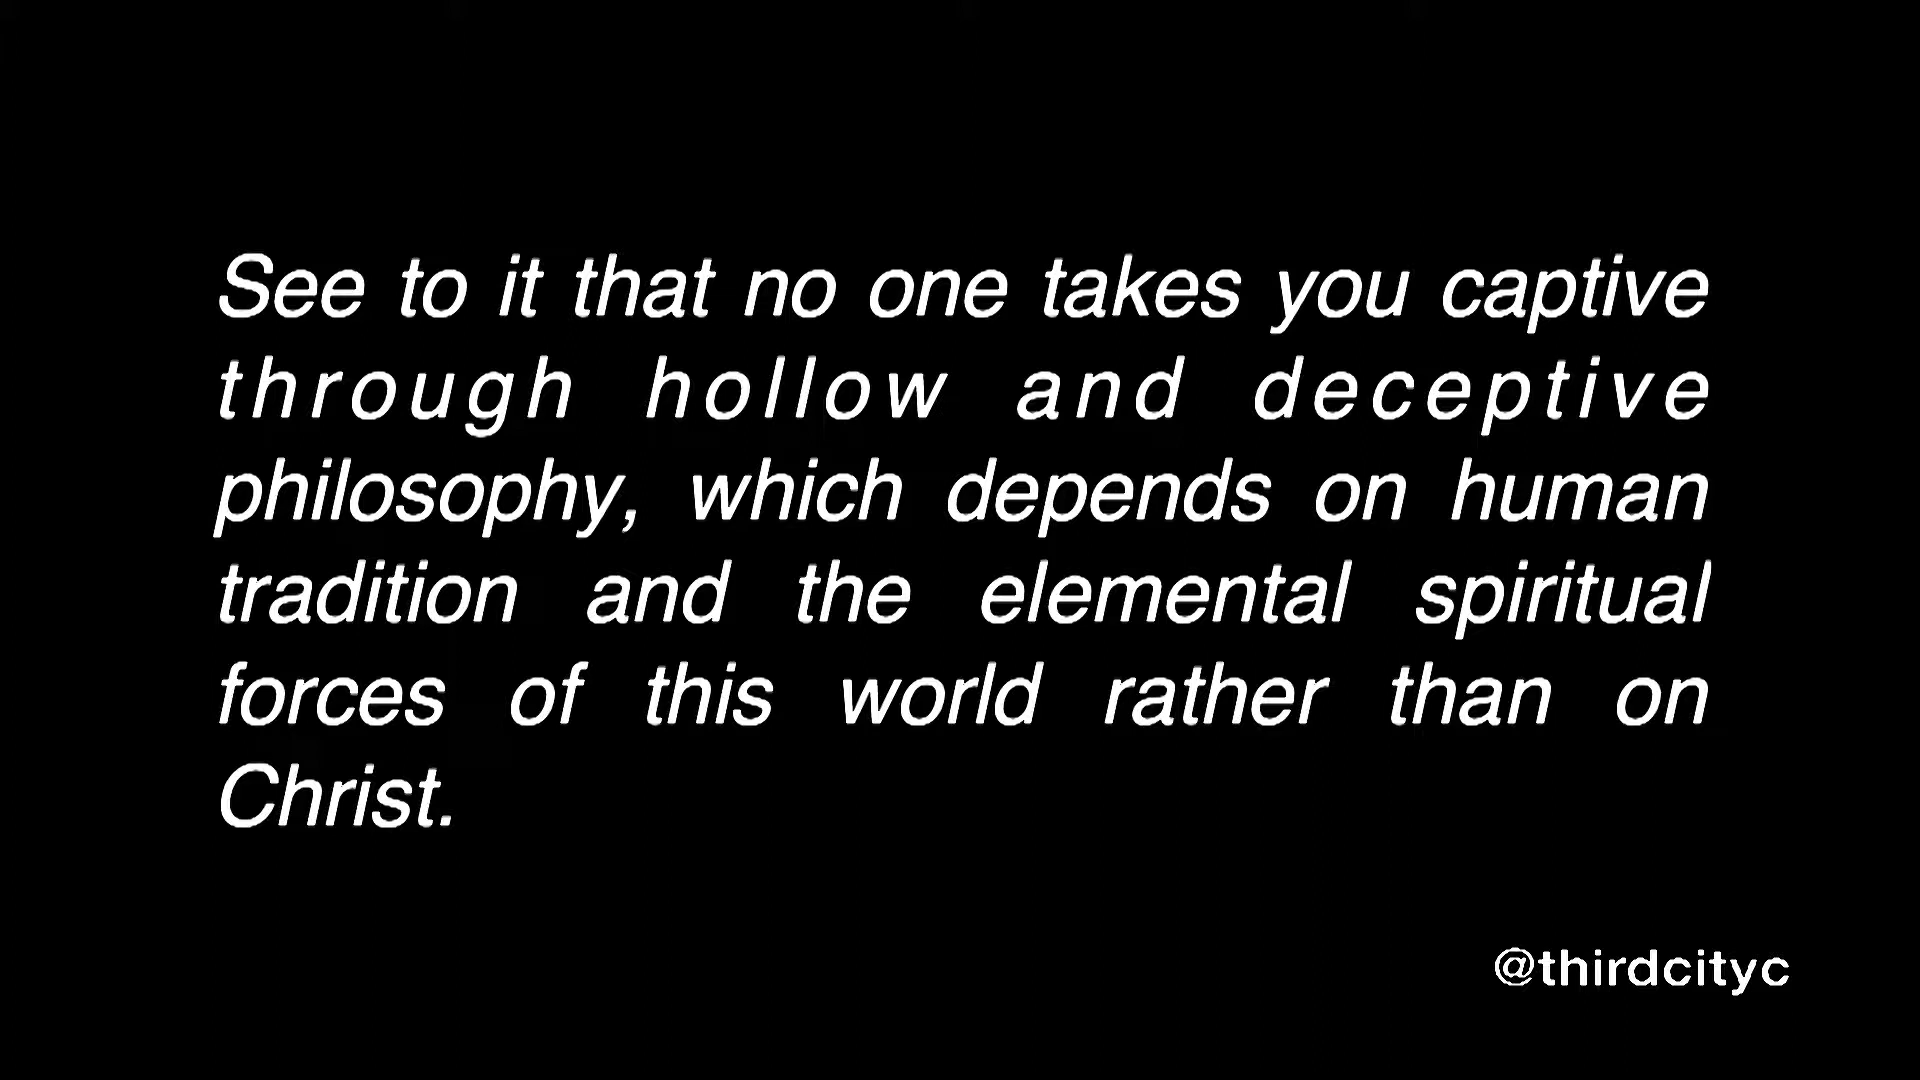 See to it that no one takes you captive
through hollow and deceptive
philosophy, which depends on human
tradition and the elemental spiritual
forces of this world rather than on
Christ.
@thirdcityc